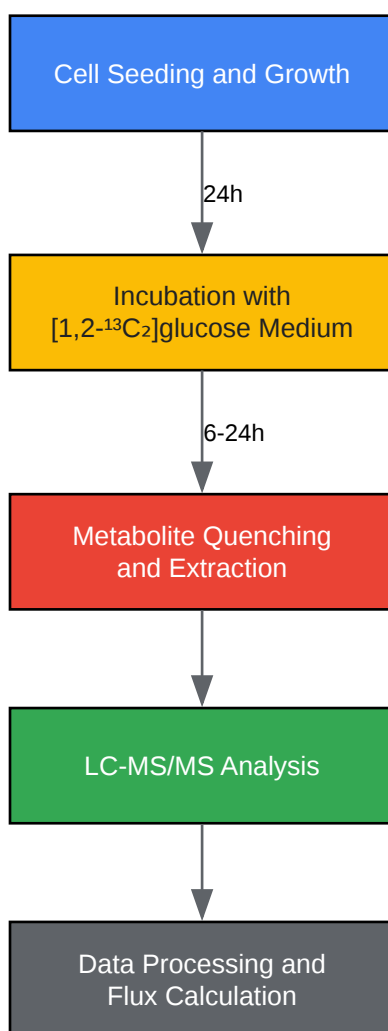 Cell Seeding and Growth
24h
Incubation with
[1,2-¹³C₂]glucose Medium
6-24h
Metabolite Quenching
and Extraction
LC-MS/MS Analysis
Data Processing and
Flux Calculation